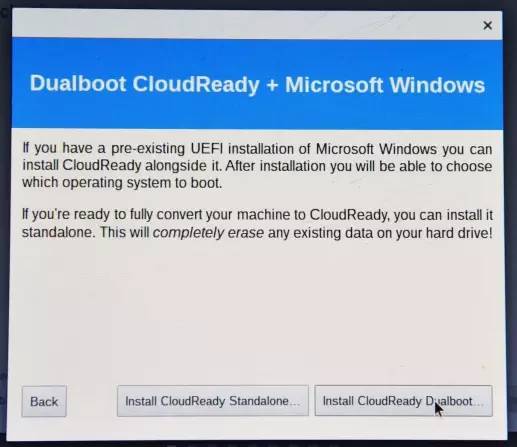 ×
Dualboot CloudReady + Microsoft Windows
If you have a pre-existing UEFI installation of Microsoft Windows you can
install CloudReady alongside it. After installation you will be able to choose
which operating system to boot.
If you're ready to fully convert your machine to CloudReady, you can install it
standalone. This will completely erase any existing data on your hard drive!
Back
Install CloudReady Standalone...
Install CloudReady Dualboot...